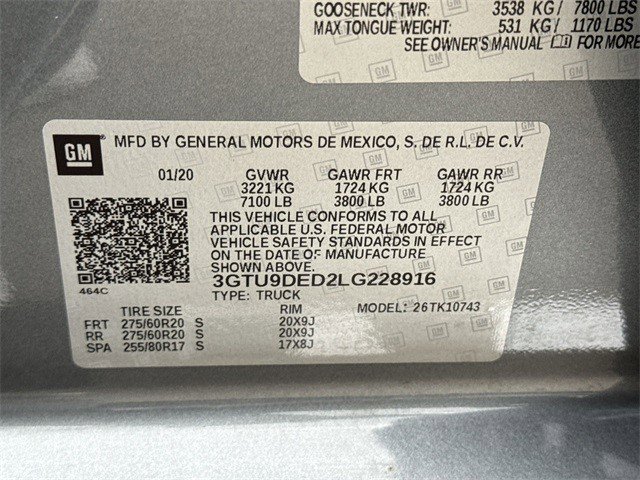 GOOSENECK TWR: 3538 KG/ 7800 LBS
MAX TONGUE WEIGHT: 531 KG/ 1170 LBS
SEE OWNER'S MANUAL FOR MORE
GM MFD BY GENERAL MOTORS DE MEXICO, S. DE R.L. DE C.V.
01/20 GVWR GAWR FRT GAWR RR
3221 KG 1724 KG 1724 KG
7100 LB 3800 LB 3800 LB
THIS VEHICLE CONFORMS TO ALL
APPLICABLE U.S. FEDERAL MOTOR
VEHICLE SAFETY STANDARDS IN EFFECT
ON THE DATE OF MANUFACTURE
SHOWN ABOVE.
464C 3GTU9DED2LG228916
TYPE: TRUCK
TIRE SIZE RIM MODEL: 26TK10743
FRT 275/60R20 S 20X9J
RR 275/60R20 S 20X9J
SPA 255/80R17 S 17X8J